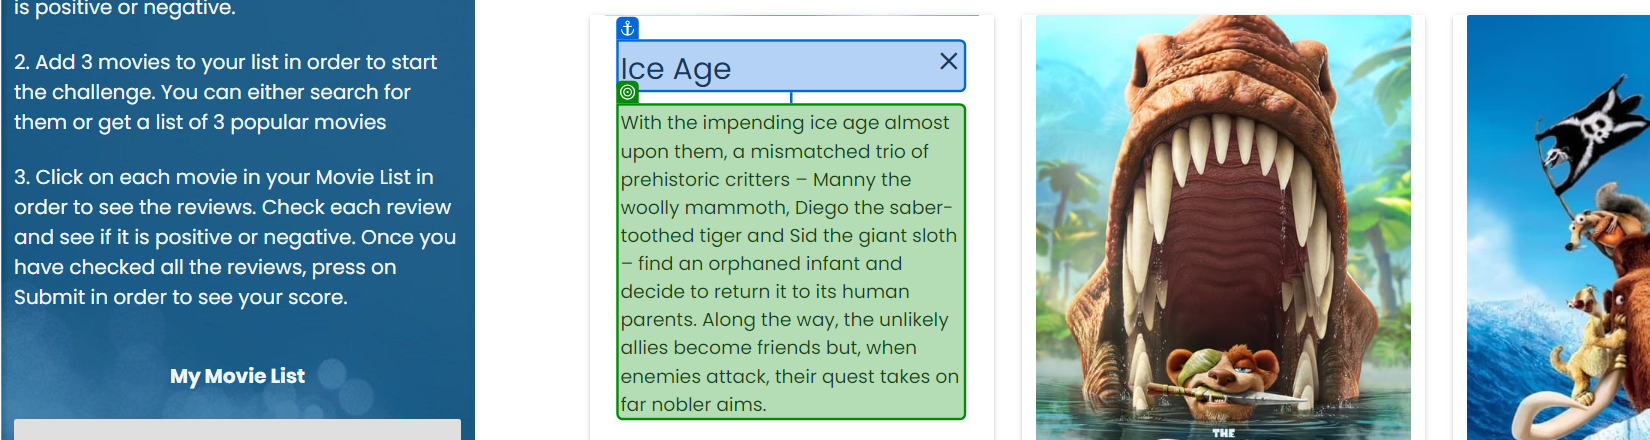 is positive or negative.
2. Add 3 movies to your list in order to start
the challenge. You can either search for
them or get a list of 3 popular movies
3. Click on each movie in your Movie List in
order to see the reviews. Check each review
and see if it is positive or negative. Once you
have checked all the reviews, press on
Submit in order to see your score.
My Movie List
Ice Age
With the impending ice age almost
upon them, a mismatched trio of
prehistoric critters – Manny the
woolly mammoth, Diego the saber-
toothed tiger and Sid the giant sloth
– find an orphaned infant and
decide to return it to its human
parents. Along the way, the unlikely
allies become friends but, when
enemies attack, their quest takes on
far nobler aims.
THE